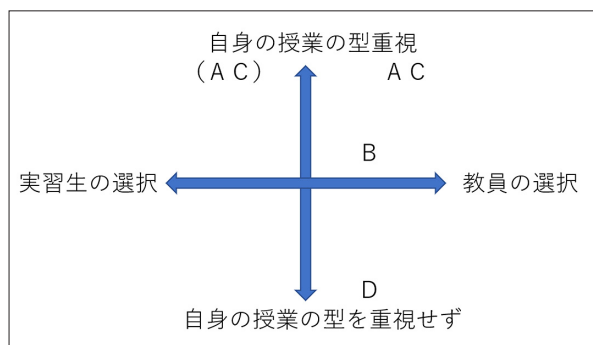 自身の授業の型重視
（ＡＣ） ＡＣ
Ｂ
実習生の選択 教員の選択
Ｄ
自身の授業の型を重視せず